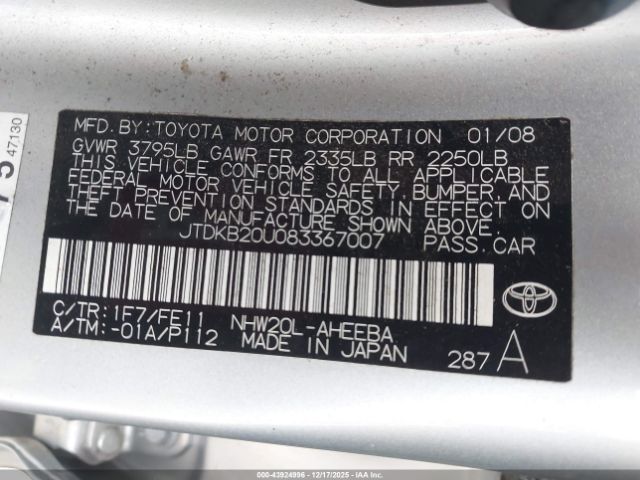 75 47130
MFD.BY:TOYOTA MOTOR CORPORATION 01/08
GVWR 3795LB GAWR FR 2335LB RR 2250LB
THIS VEHICLE CONFORMS TO ALL APPLICABLE
FEDERAL MOTOR VEHICLE SAFETY, BUMPER AND
THEFT PREVENTION STANDARDS IN EFFECT ON
THE DATE OF MANUFACTURE SHOWN ABOVE.
JTDKB20U083367007 PASS.CAR
C/TR:1F7/FE11 NHW20L-AHEEBA
A/TM:-01A/P112 MADE IN JAPAN
287 A
000-43924996 | 12/17/2025 | Copart, IAA